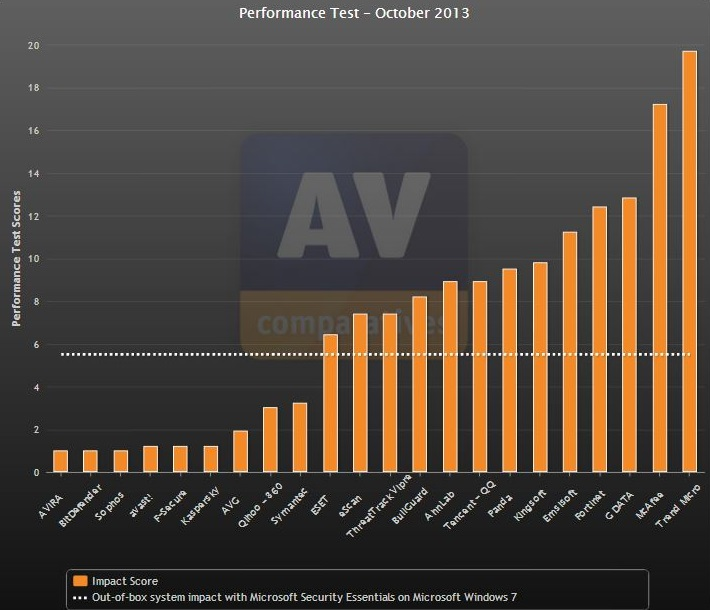 Performance Test - October 2013
Performance Test Scores
20
18
16
14
12
10
8
6
4
2
0
AV
comparatives
AVIRA
BitDefender
Sophos
avast!
F-Secure
Kaspersky
AVG
Qihoo - 360
Symantec
ESET
eScan
ThreatTrack Vipre
BullGuard
AhnLab
Tencent - QQ
Panda
Kingsoft
Emsisoft
Fortinet
G DATA
McAfee
Trend Micro
Impact Score
Out-of-box system impact with Microsoft Security Essentials on Microsoft Windows 7